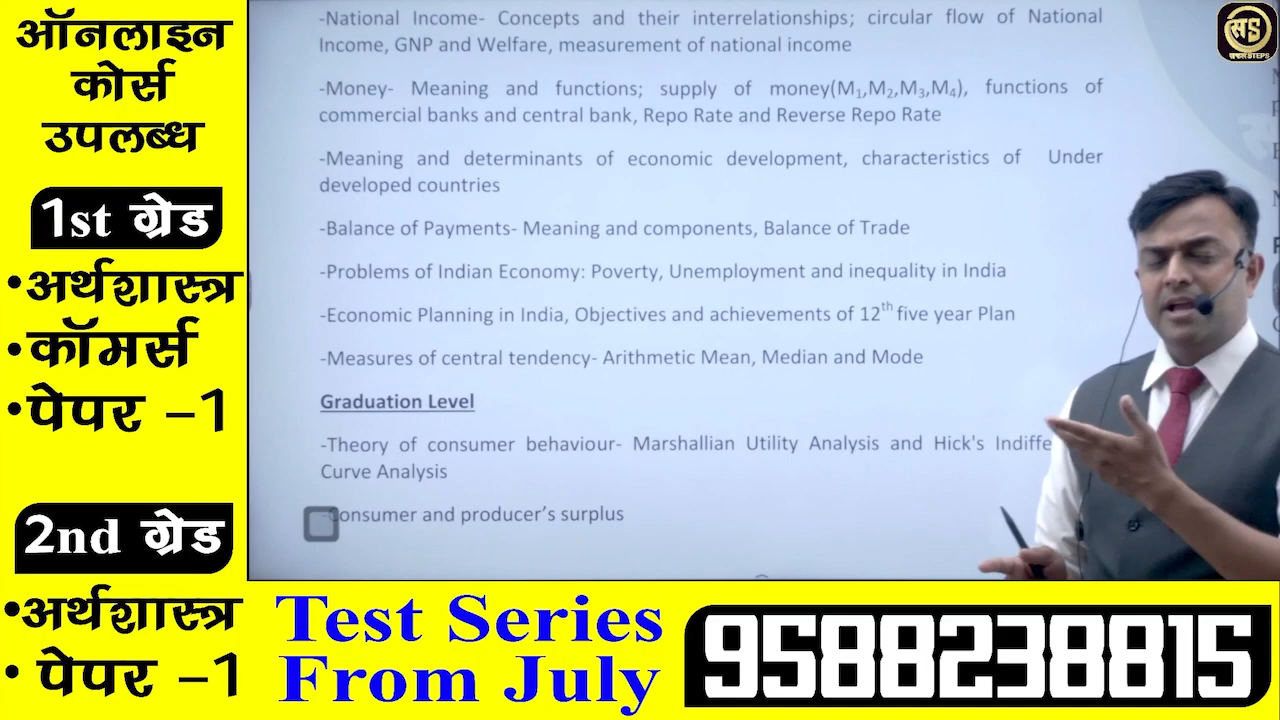 ऑनलाइन
कोर्स
उपलब्ध
1st ग्रेड
•अर्थशास्त्र
•कॉमर्स
•पेपर –1
2nd ग्रेड
•अर्थशास्त्र
• पेपर –1
-National Income- Concepts and their interrelationships; circular flow of National
Income, GNP and Welfare, measurement of national income
-Money- Meaning and functions; supply of money(M1,M2,M3,M4), functions of
commercial banks and central bank, Repo Rate and Reverse Repo Rate
-Meaning and determinants of economic development, characteristics of Under
developed countries
-Balance of Payments- Meaning and components, Balance of Trade
-Problems of Indian Economy: Poverty, Unemployment and inequality in India
-Economic Planning in India, Objectives and achievements of 12th five year Plan
-Measures of central tendency- Arithmetic Mean, Median and Mode
Graduation Level
-Theory of consumer behaviour- Marshallian Utility Analysis and Hick's Indiffe
Curve Analysis
-Consumer and producer's surplus
Test Series
From July
9588238815